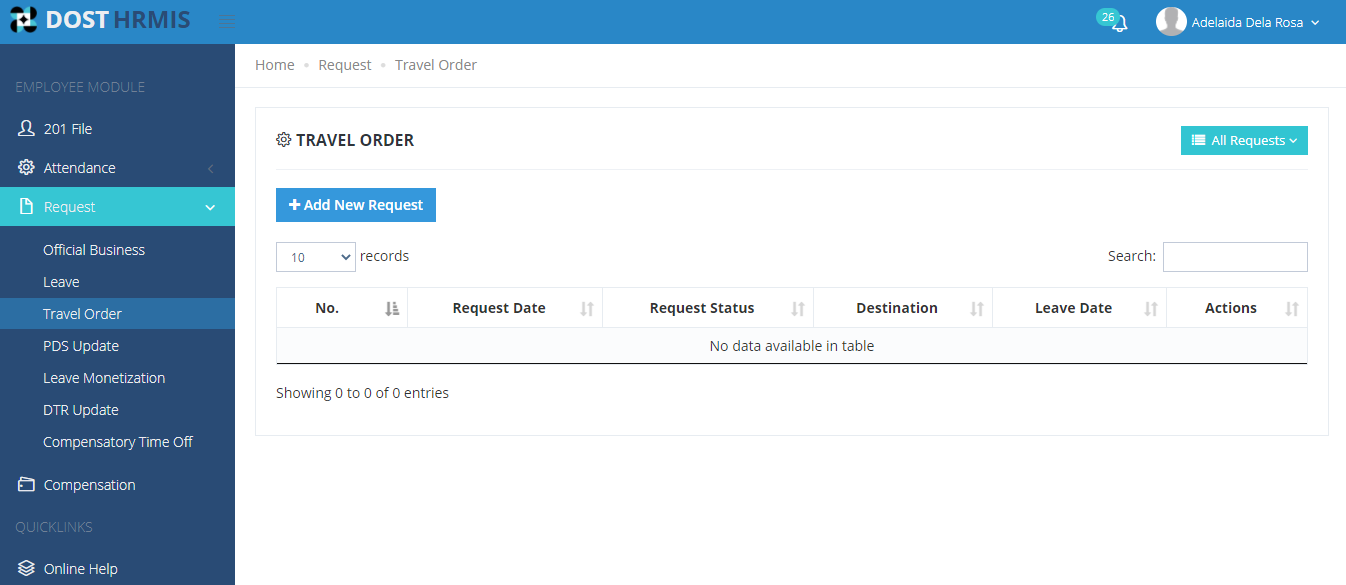 DOST HRMIS
26
Adelaida Dela Rosa
EMPLOYEE MODULE
201 File
Attendance
Request
Official Business
Leave
Travel Order
PDS Update
Leave Monetization
DTR Update
Compensatory Time Off
Compensation
QUICKLINKS
Online Help
Home Request Travel Order
TRAVEL ORDER
All Requests
Add New Request
10 records
Search:
No. Request Date Request Status Destination Leave Date Actions
No data available in table
Showing 0 to 0 of 0 entries